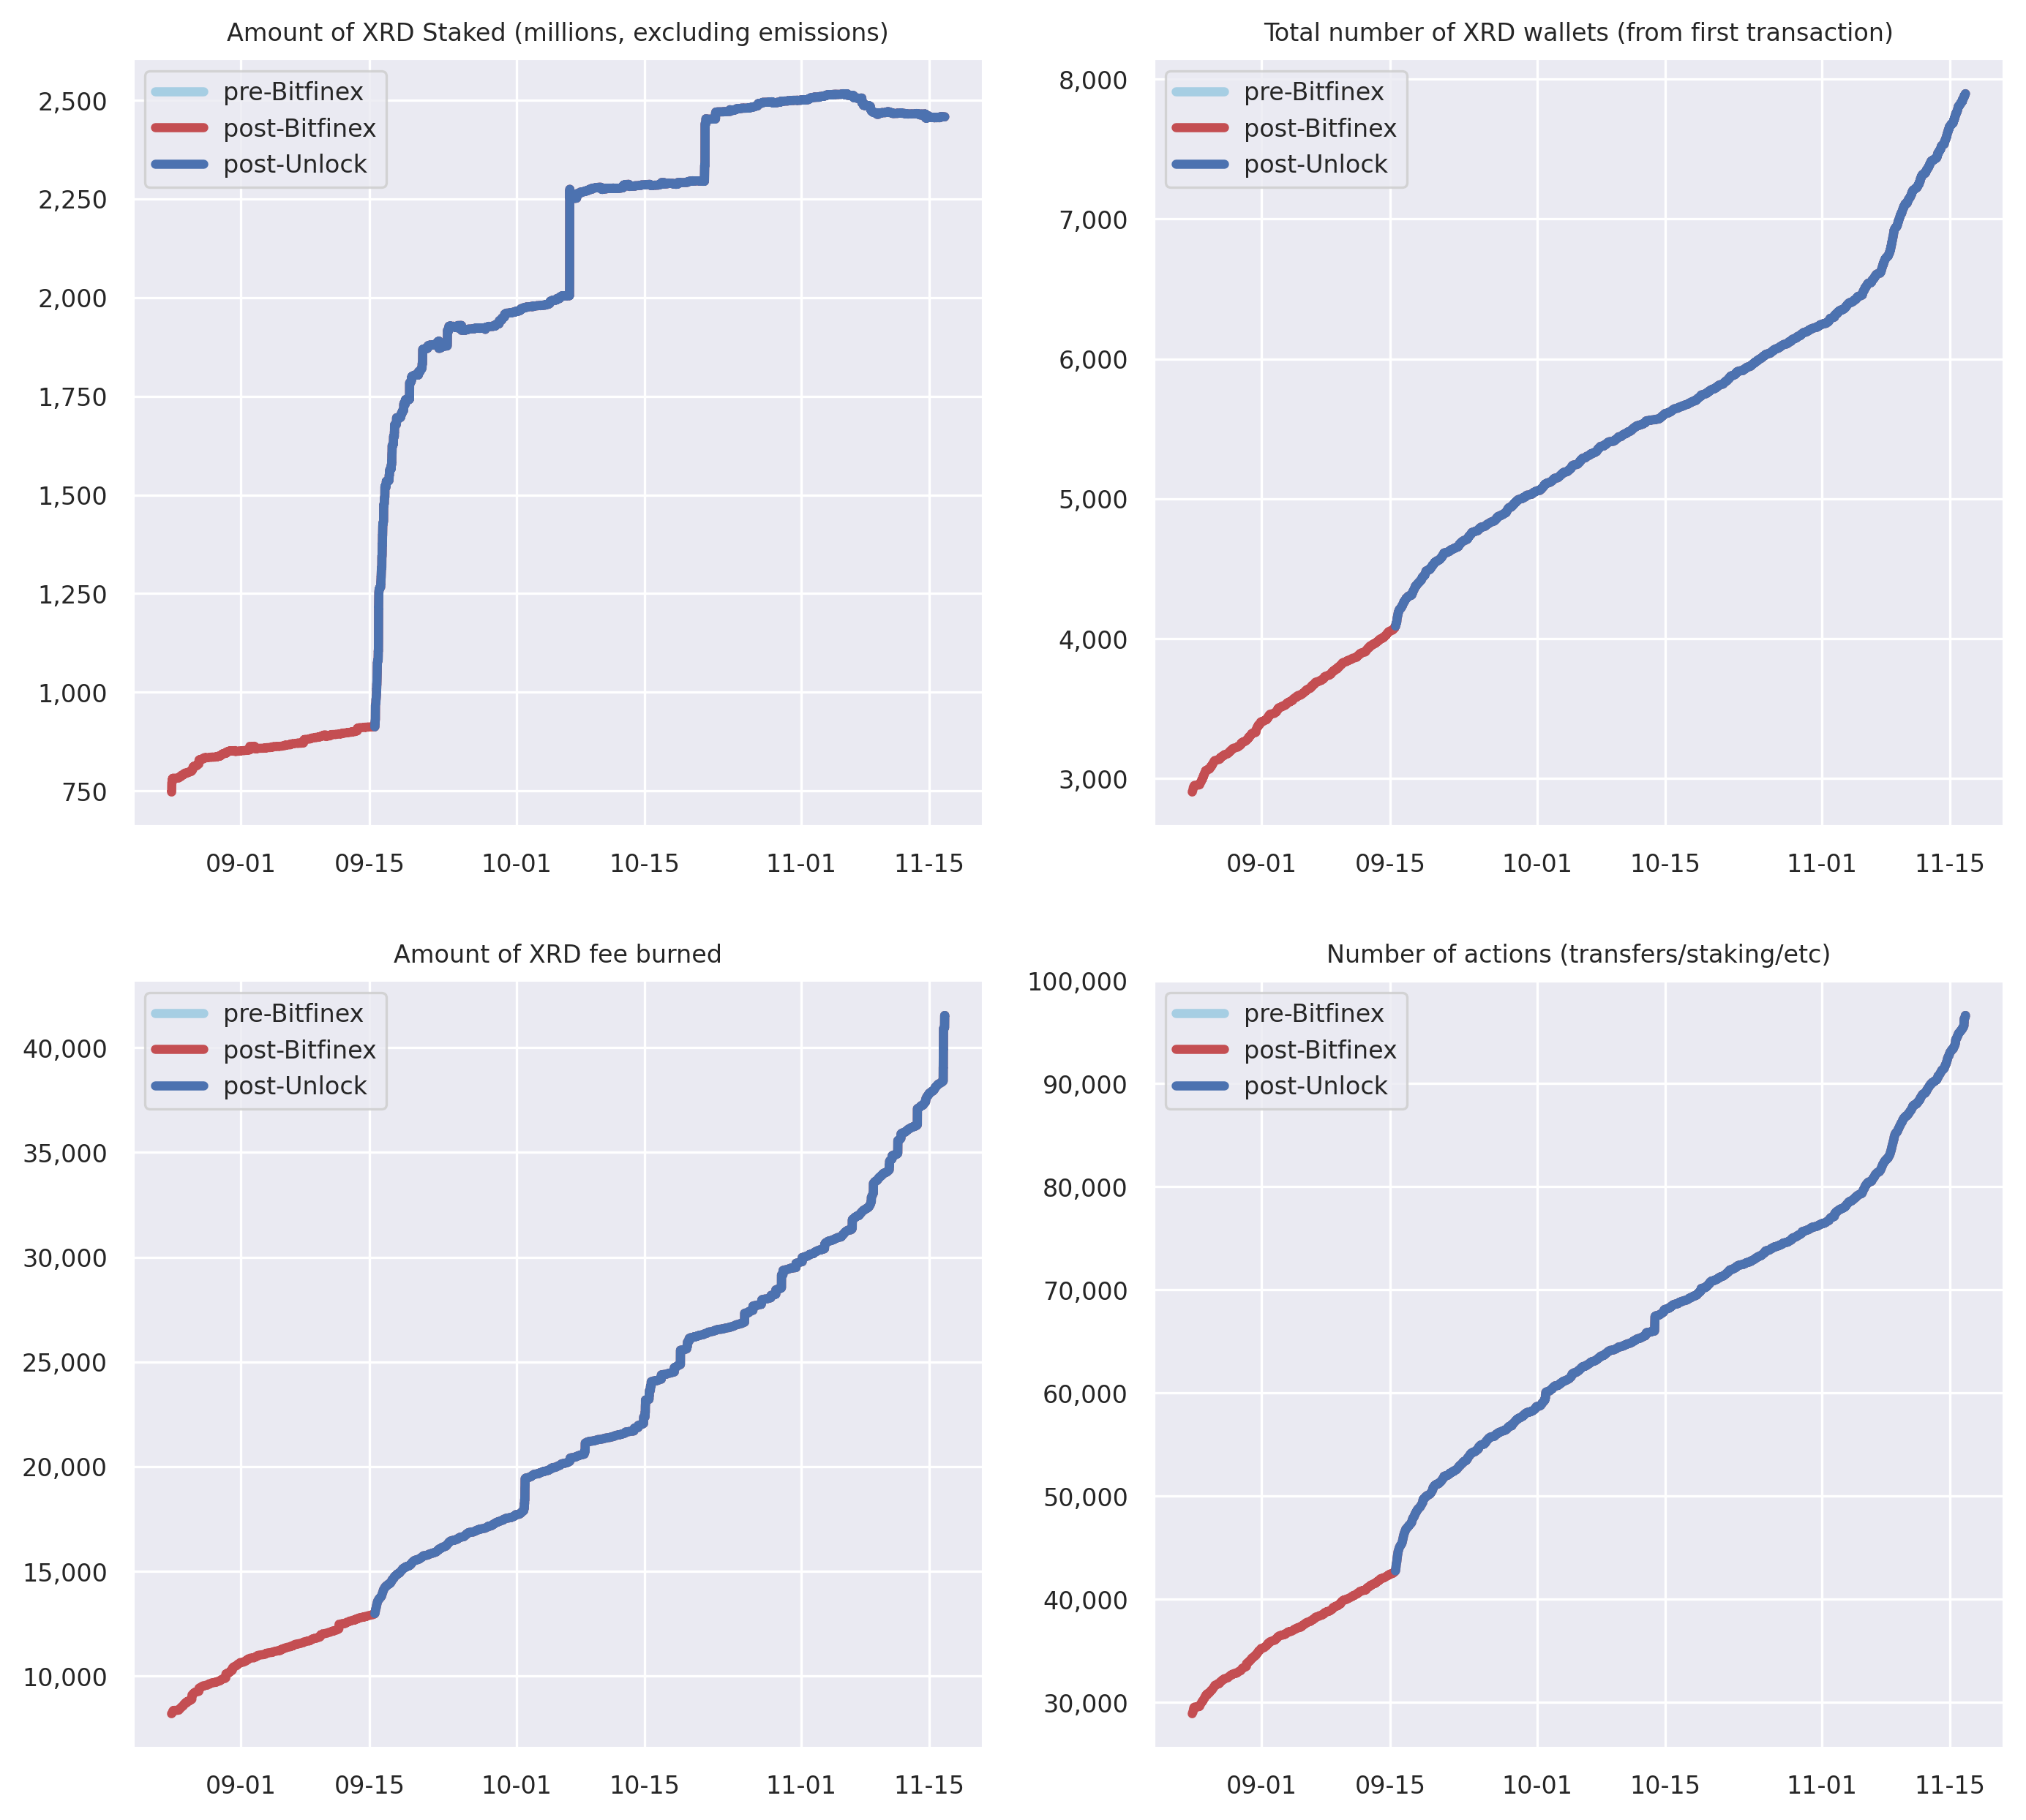 Amount of XRD Staked (millions, excluding emissions)
pre-Bitfinex
post-Bitfinex
post-Unlock
2,500
2,250
2,000
1,750
1,500
1,250
1,000
750
09-01 09-15 10-01 10-15 11-01 11-15
Total number of XRD wallets (from first transaction)
pre-Bitfinex
post-Bitfinex
post-Unlock
8,000
7,000
6,000
5,000
4,000
3,000
09-01 09-15 10-01 10-15 11-01 11-15
Amount of XRD fee burned
pre-Bitfinex
post-Bitfinex
post-Unlock
40,000
35,000
30,000
25,000
20,000
15,000
10,000
09-01 09-15 10-01 10-15 11-01 11-15
Number of actions (transfers/staking/etc)
pre-Bitfinex
post-Bitfinex
post-Unlock
100,000
90,000
80,000
70,000
60,000
50,000
40,000
30,000
09-01 09-15 10-01 10-15 11-01 11-15